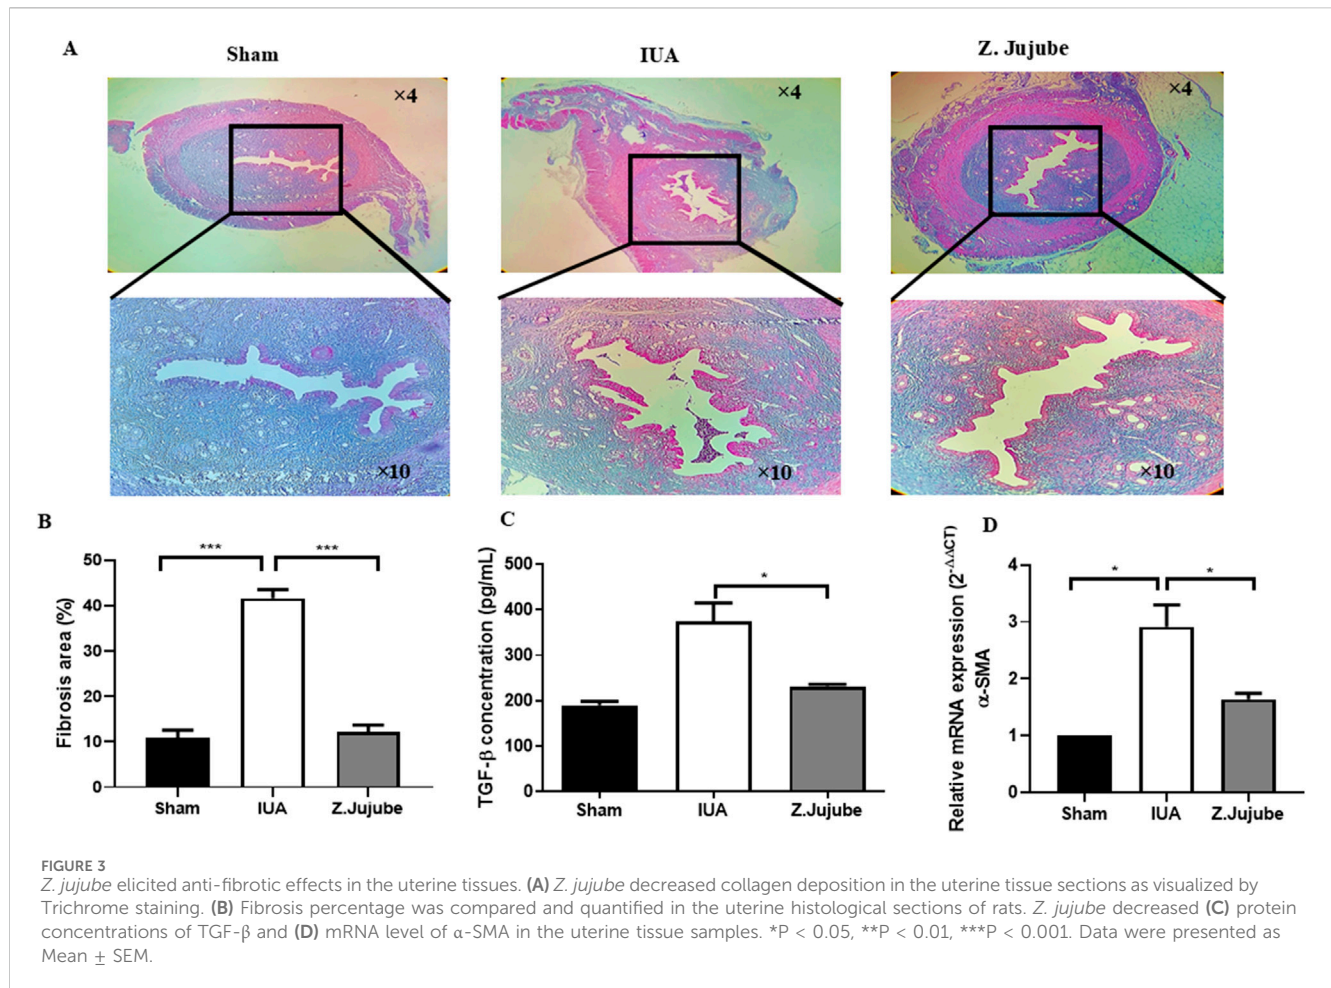 A
Sham
IUA
Z. Jujube
×4
×4
×4
×10
×10
×10
B
***
***
Fibrosis area (%)
50
40
30
20
10
0
Sham IUA Z.Jujube
C
*
TGF-β concentration (pg/mL)
500
400
300
200
100
0
Sham IUA Z.Jujube
D
*
*
Relative mRNA expression (2^-ΔΔCT)
α-SMA
4
3
2
1
0
Sham IUA Z.Jujube
FIGURE 3
Z. jujube elicited anti-fibrotic effects in the uterine tissues. (A) Z. jujube decreased collagen deposition in the uterine tissue sections as visualized by
Trichrome staining. (B) Fibrosis percentage was compared and quantified in the uterine histological sections of rats. Z. jujube decreased (C) protein
concentrations of TGF-β and (D) mRNA level of α-SMA in the uterine tissue samples. *P < 0.05, **P < 0.01, ***P < 0.001. Data were presented as
Mean ± SEM.